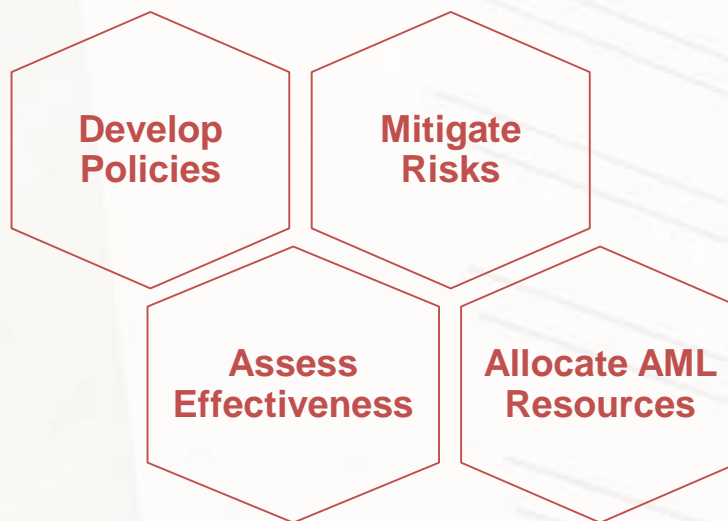 Develop
Policies
Mitigate
Risks
Assess
Effectiveness
Allocate AML
Resources